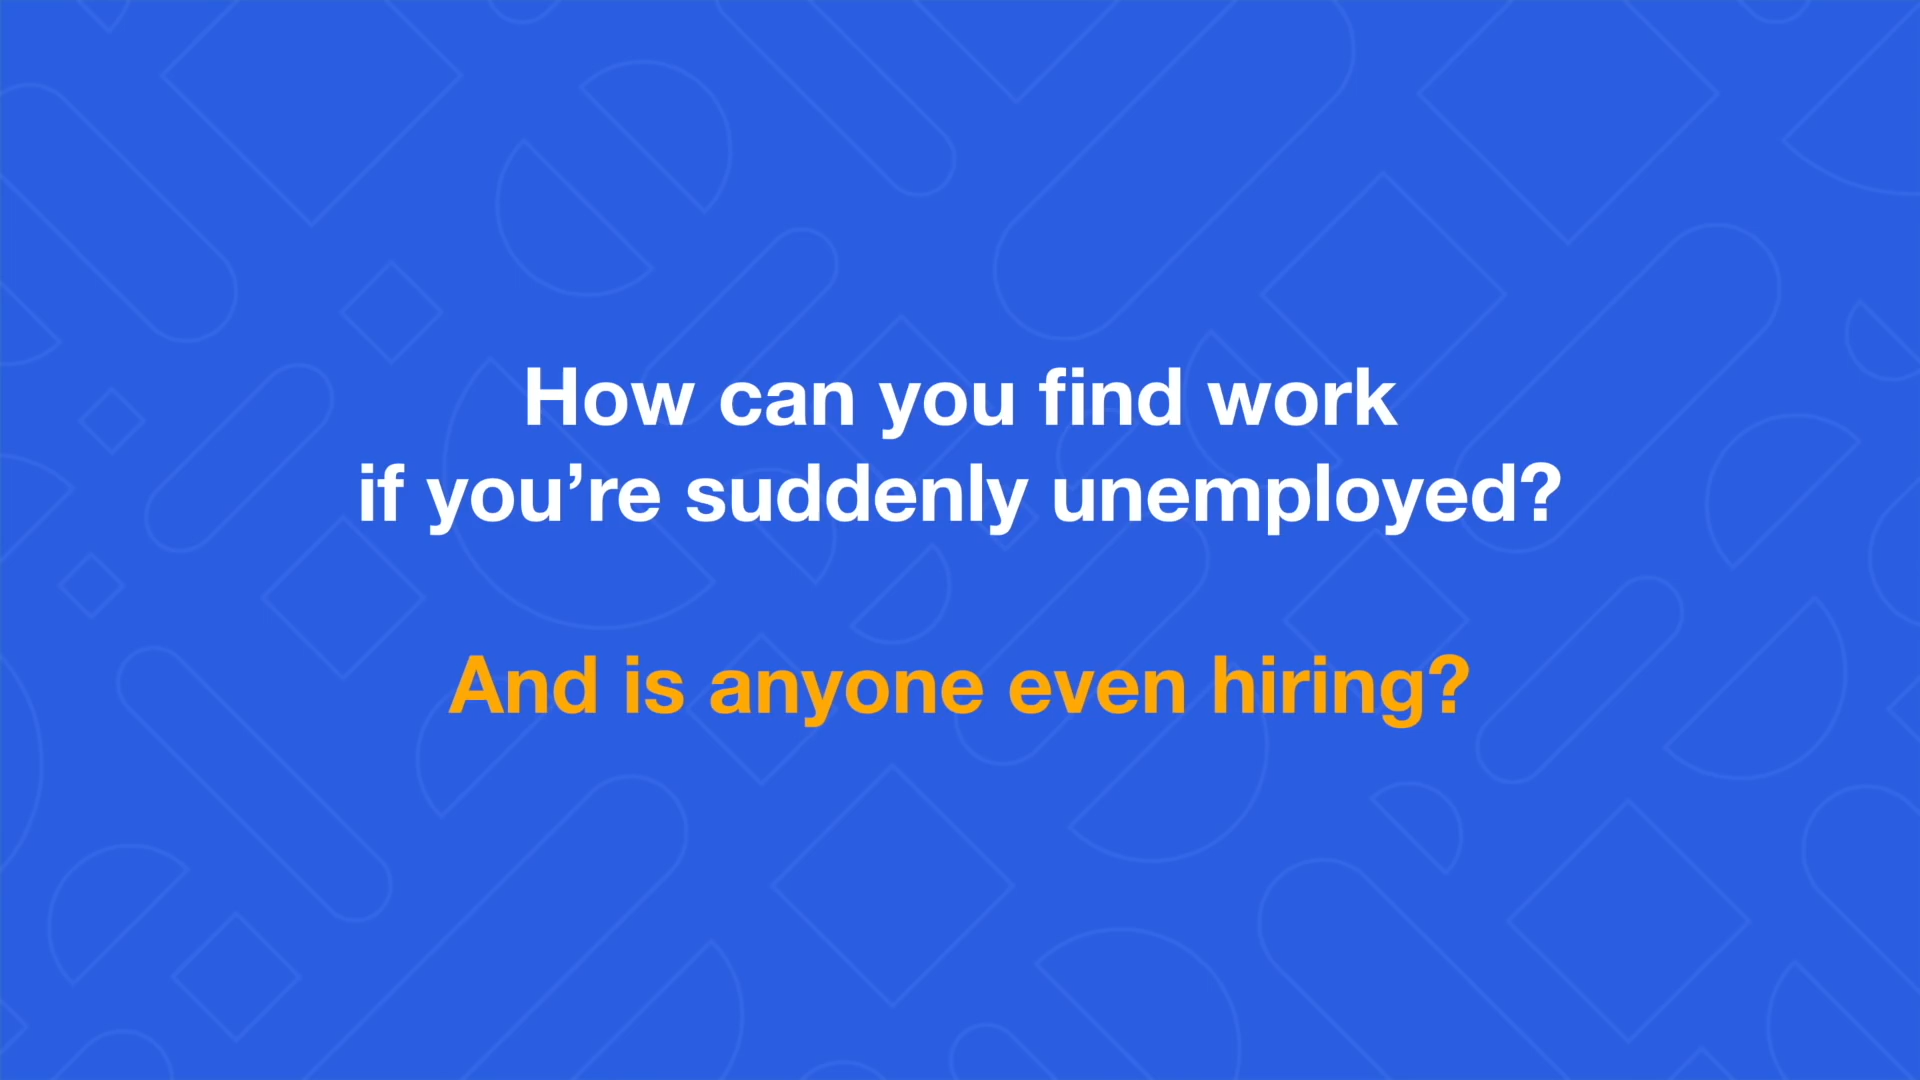 How can you find work
if you’re suddenly unemployed?
And is anyone even hiring?